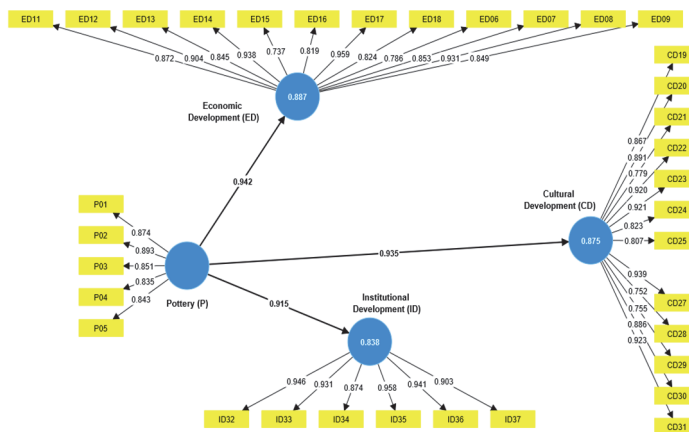 ED11 ED12 ED13 ED14 ED15 ED16 ED17 ED18 ED06 ED07 ED08 ED09
0.872 0.904 0.845 0.938 0.737 0.819 0.959 0.824 0.786 0.853 0.931 0.849
0.887
Economic
Development (ED)
0.942
P01
P02
P03
P04
P05
0.874
0.893
0.851
0.835
0.843
Pottery (P)
0.935
0.915
Institutional
Development (ID)
0.838
0.946 0.931 0.874 0.958 0.941 0.903
ID32 ID33 ID34 ID35 ID36 ID37
Cultural
Development (CD)
0.875
0.867
0.891
0.779
0.920
0.921
0.823
0.807
0.939
0.752
0.755
0.886
0.923
CD19
CD20
CD21
CD22
CD23
CD24
CD25
CD27
CD28
CD29
CD30
CD31